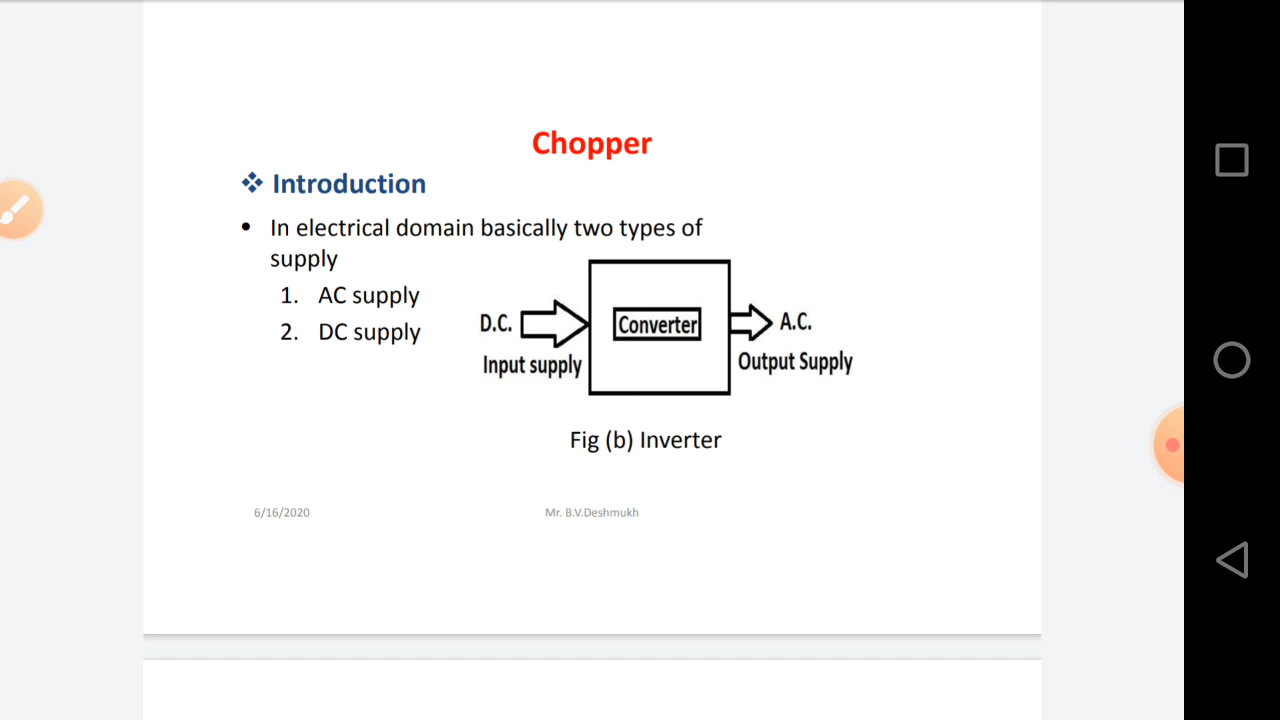 Chopper
❖ Introduction
• In electrical domain basically two types of
supply
1. AC supply
2. DC supply
D.C.
Input supply
Converter
A.C.
Output Supply
Fig (b) Inverter
6/16/2020
Mr. B.V.Deshmukh